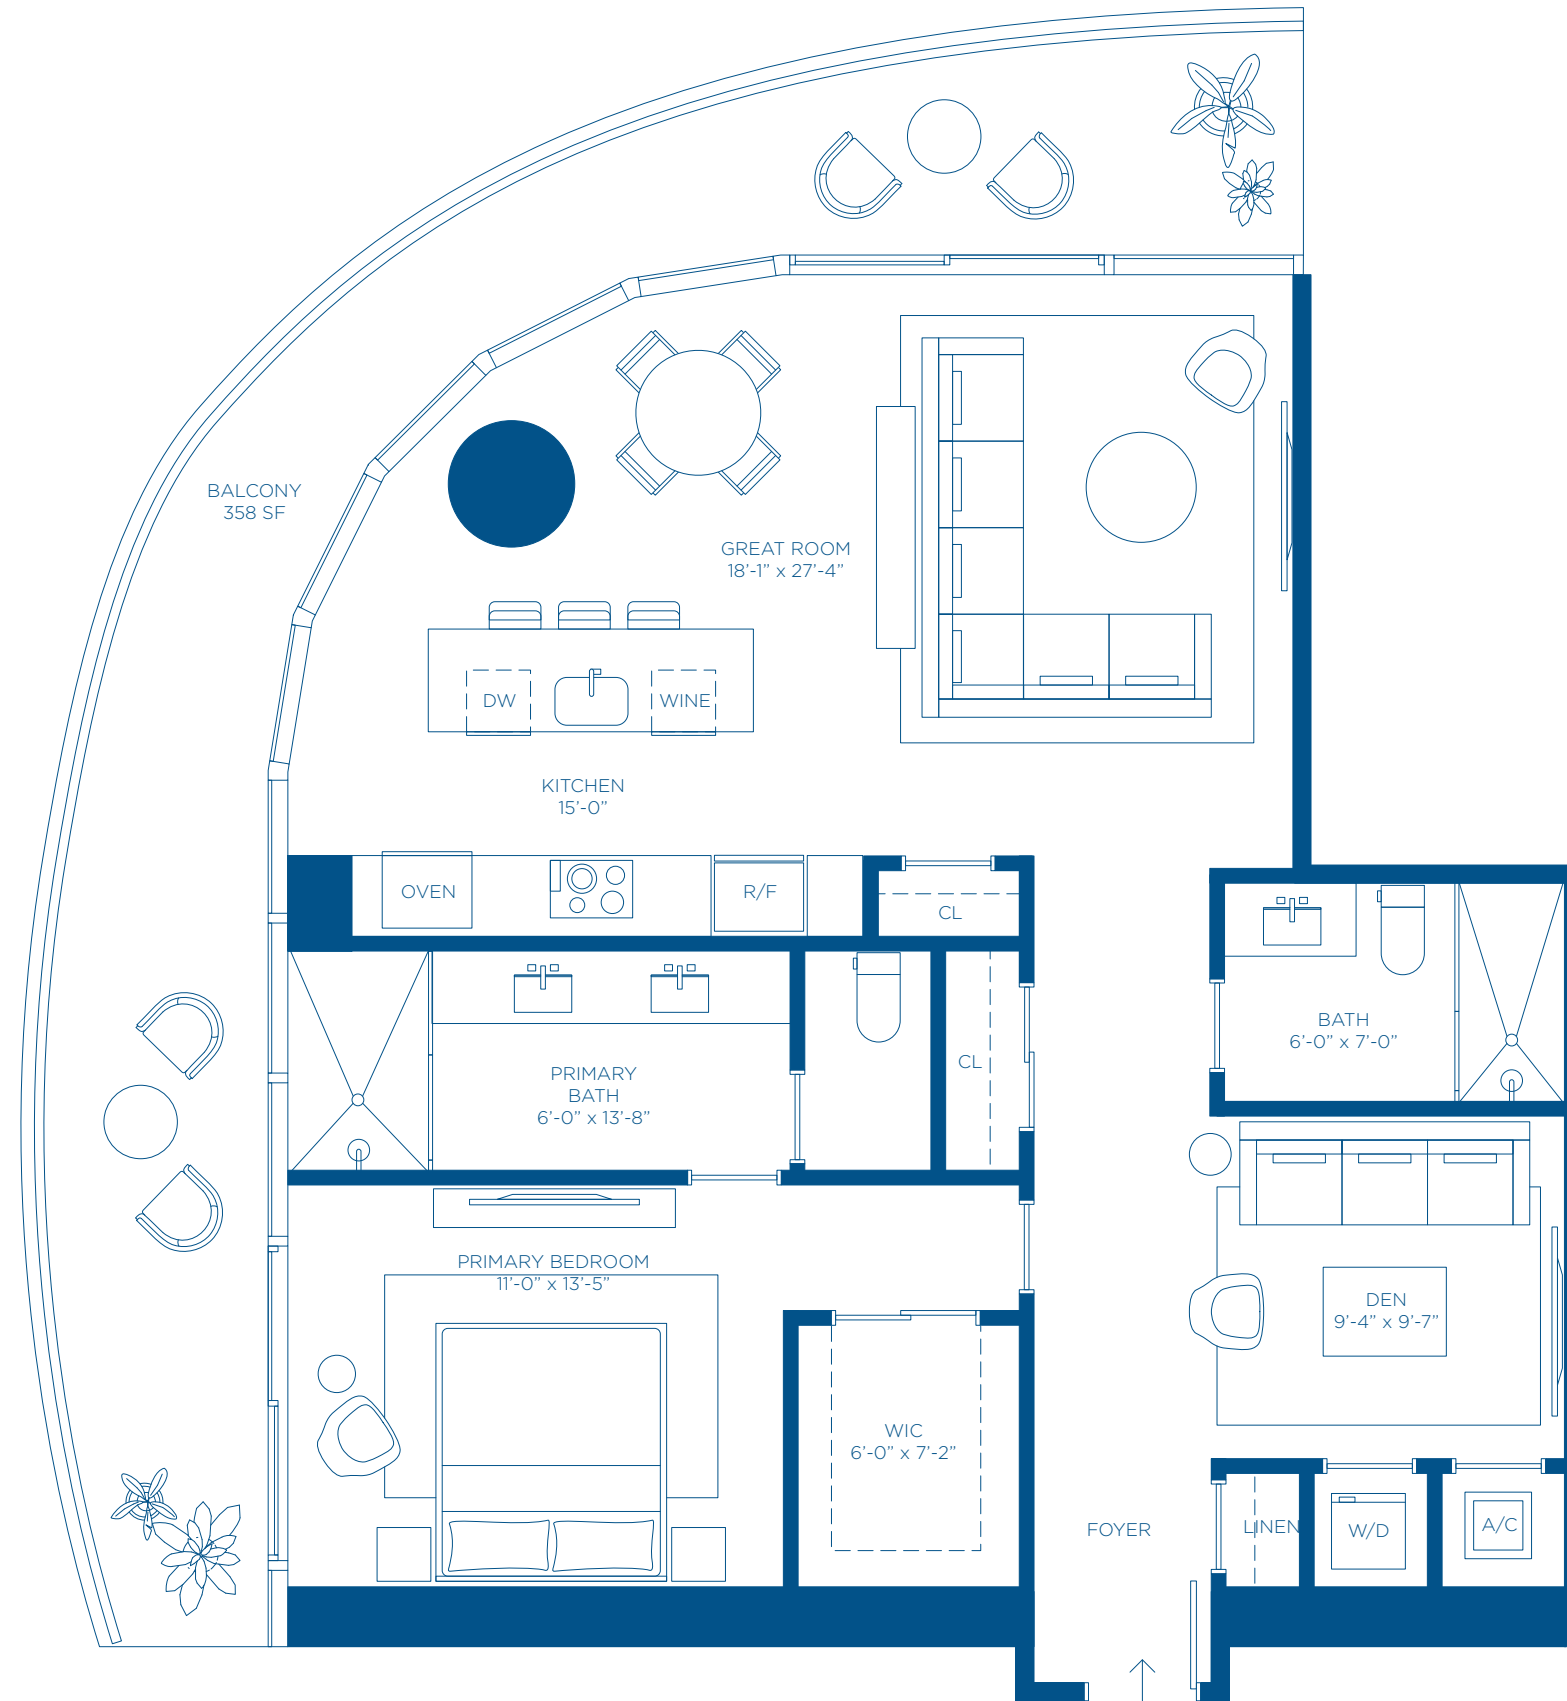 BALCONY
358 SF
GREAT ROOM
18’-1” x 27’-4”
DW
WINE
KITCHEN
15’-0”
OVEN
R/F
CL
PRIMARY
BATH
6’-0” x 13’-8”
CL
BATH
6’-0” x 7’-0”
PRIMARY BEDROOM
11’-0” x 13’-5”
DEN
9’-4” x 9’-7”
WIC
6’-0” x 7’-2”
FOYER
LINEN
W/D
A/C